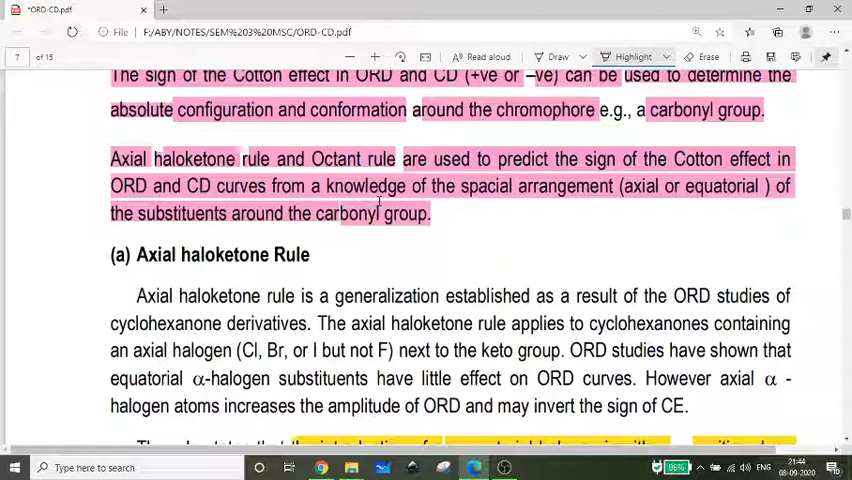 *ORD-CD.pdf
File F:/ABY/NOTES/SEM%203%20MSC/ORD-CD.pdf
7 of 15 Read aloud Draw Highlight Erase
The sign of the Cotton effect in ORD and CD (+ve or –ve) can be used to determine the
absolute configuration and conformation around the chromophore e.g., a carbonyl group.
Axial haloketone rule and Octant rule are used to predict the sign of the Cotton effect in
ORD and CD curves from a knowledge of the spacial arrangement (axial or equatorial ) of
the substituents around the carbonyl group.
(a) Axial haloketone Rule
Axial haloketone rule is a generalization established as a result of the ORD studies of
cyclohexanone derivatives. The axial haloketone rule applies to cyclohexanones containing
an axial halogen (Cl, Br, or I but not F) next to the keto group. ORD studies have shown that
equatorial α-halogen substituents have little effect on ORD curves. However axial α -
halogen atoms increases the amplitude of ORD and may invert the sign of CE.
Type here to search
96%
ENG
21:44
08-09-2020